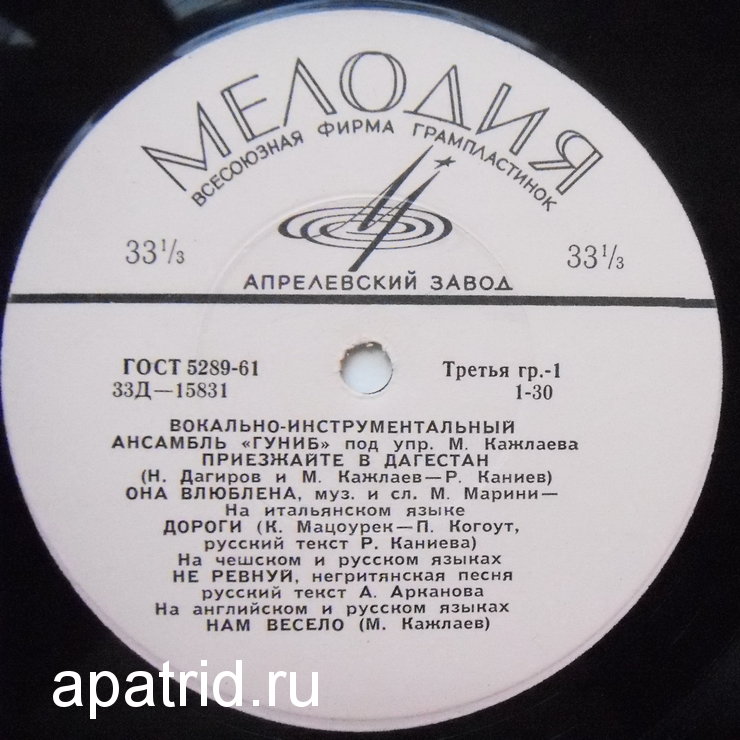 МЕЛОДИЯ
ВСЕСОЮЗНАЯ ФИРМА ГРАМПЛАСТИНОК
33⅓ 33⅓
АПРЕЛЕВСКИЙ ЗАВОД
ГОСТ 5289-61 Третья гр.-1
33Д—15831 1-30
ВОКАЛЬНО-ИНСТРУМЕНТАЛЬНЫЙ
АНСАМБЛЬ «ГУНИБ» под упр. М. Кажлаева
ПРИЕЗЖАЙТЕ В ДАГЕСТАН
(Н. Дагиров и М. Кажлаев—Р. Каниев)
ОНА ВЛЮБЛЕНА, муз. и сл. М. Марини—
На итальянском языке
ДОРОГИ (К. Мацоурек—П. Когоут,
русский текст Р. Каниева)
На чешском и русском языках
НЕ РЕВНУЙ, негритянская песня
русский текст А. Арканова
На английском и русском языках
НАМ ВЕСЕЛО (М. Кажлаев)
apatrid.ru